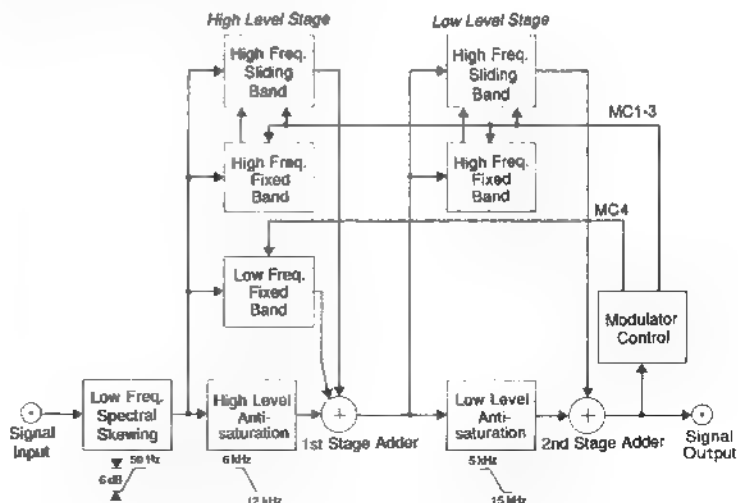 High Level Stage
Low Level Stage
High Freq.
Sliding
Band
High Freq.
Sliding
Band
MC1-3
High Freq.
Fixed
Band
High Freq.
Fixed
Band
MC4
Low Freq.
Fixed
Band
Modulator
Control
Low Freq.
Spectral
Skewing
High Level
Anti-
saturation
Low Level
Anti-
saturation
Signal
Input
1st Stage Adder
2nd Stage Adder
Signal
Output
50 Hz
6 dB
6 kHz
12 kHz
5 kHz
15 kHz